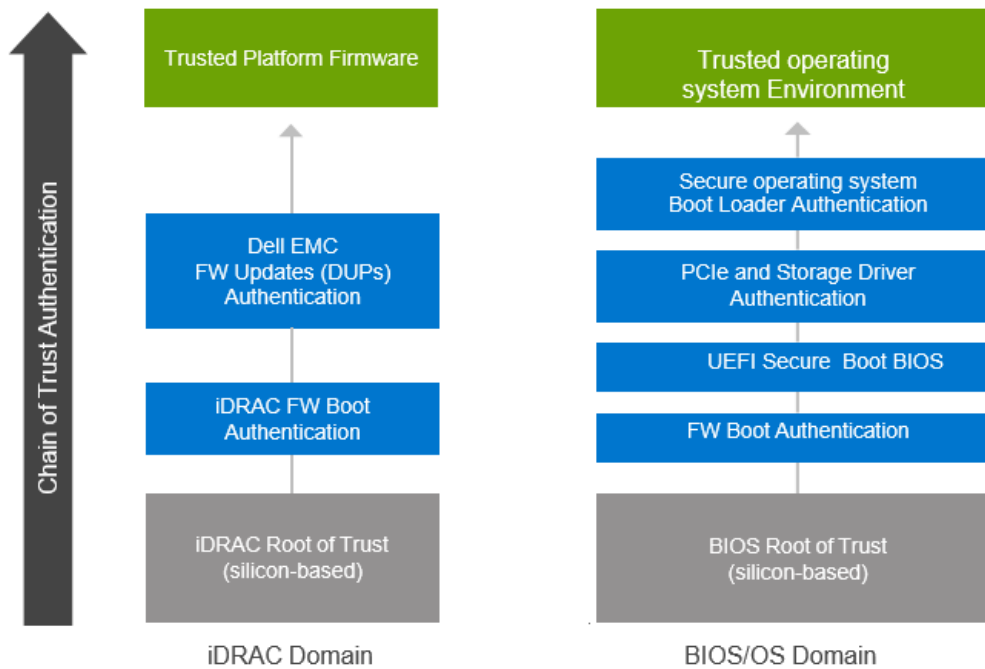 Chain of Trust Authentication
Trusted Platform Firmware
Dell EMC
FW Updates (DUPs)
Authentication
iDRAC FW Boot
Authentication
iDRAC Root of Trust
(silicon-based)
iDRAC Domain
Trusted operating
system Environment
Secure operating system
Boot Loader Authentication
PCIe and Storage Driver
Authentication
UEFI Secure Boot BIOS
FW Boot Authentication
BIOS Root of Trust
(silicon-based)
BIOS/OS Domain